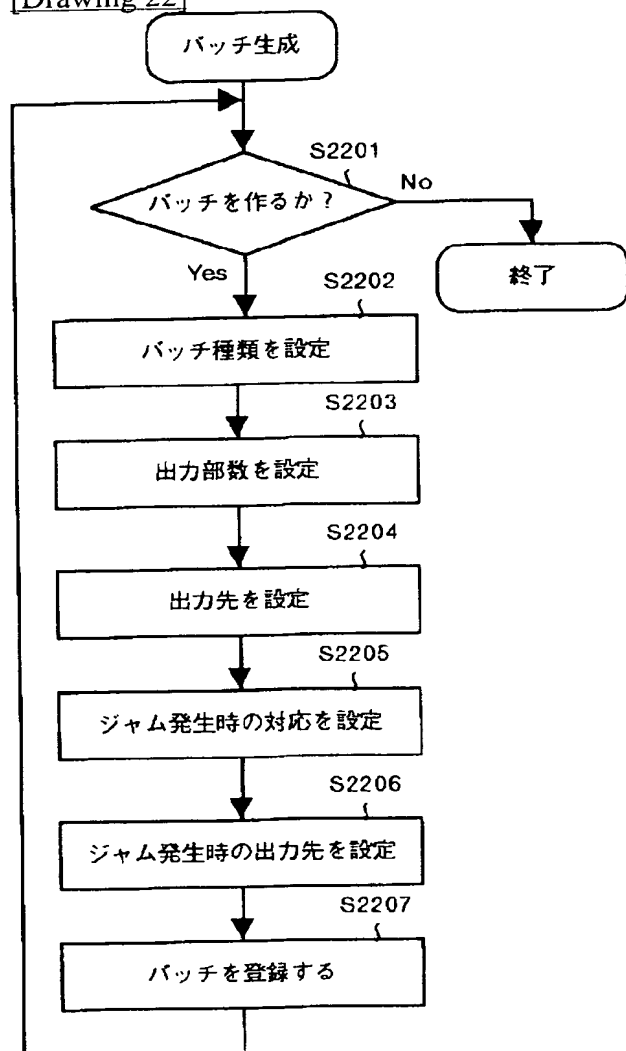 [Drawing 22]
バッチ生成
S2201
バッチを作るか?
No
Yes
終了
S2202
バッチ種類を設定
S2203
出力部数を設定
S2204
出力先を設定
S2205
ジャム発生時の対応を設定
S2206
ジャム発生時の出力先を設定
S2207
バッチを登録する